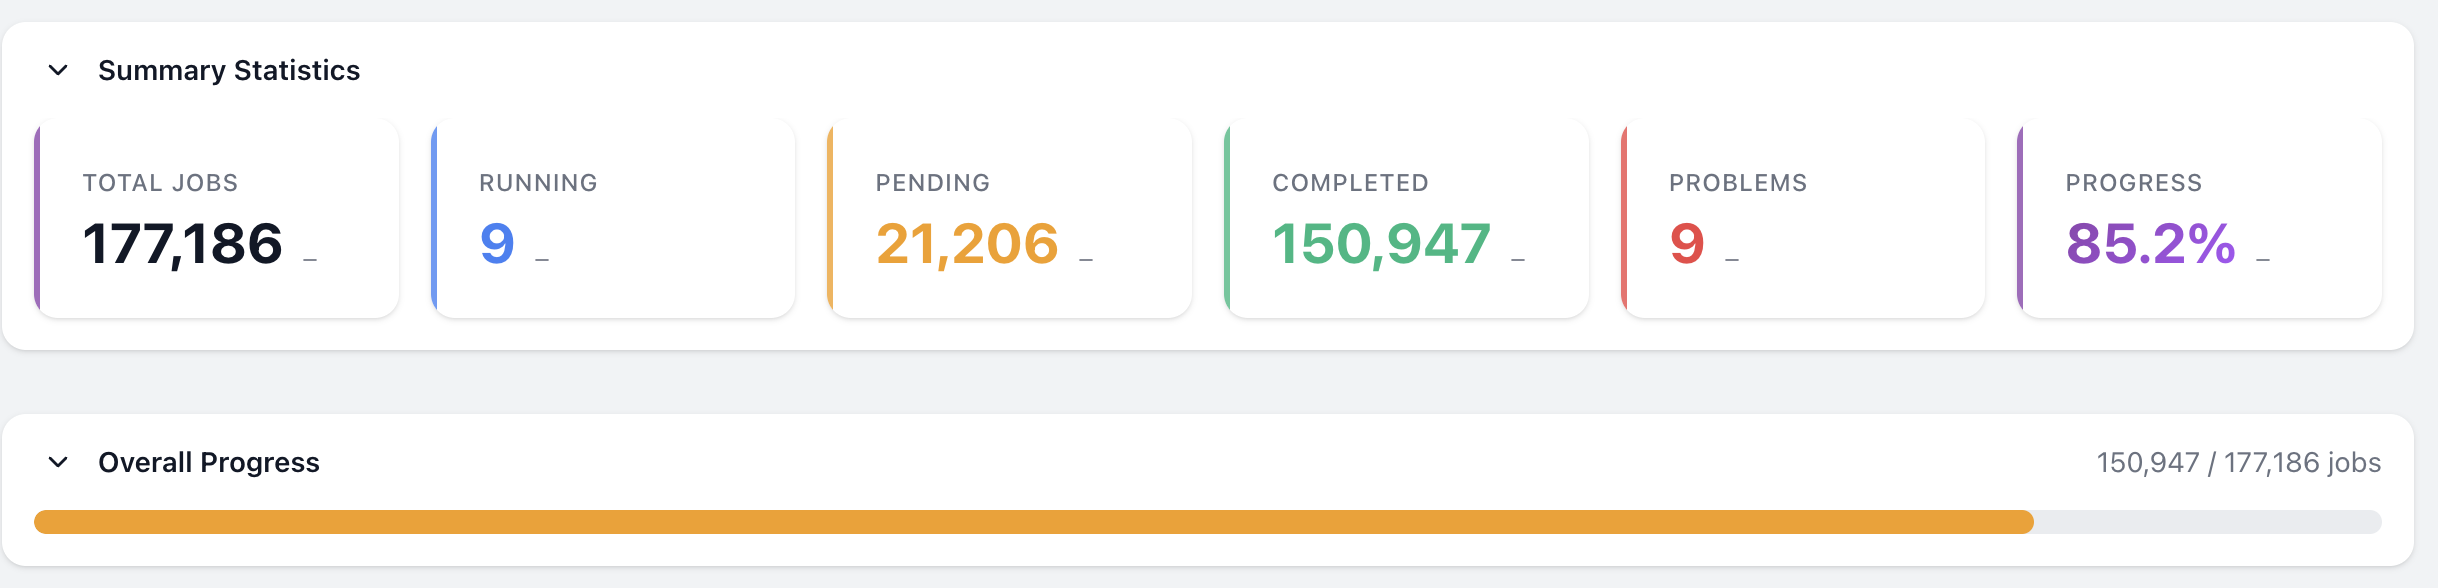 Summary Statistics
TOTAL JOBS
177,186 –
RUNNING
9 –
PENDING
21,206 –
COMPLETED
150,947 –
PROBLEMS
9 –
PROGRESS
85.2% –
Overall Progress
150,947 / 177,186 jobs